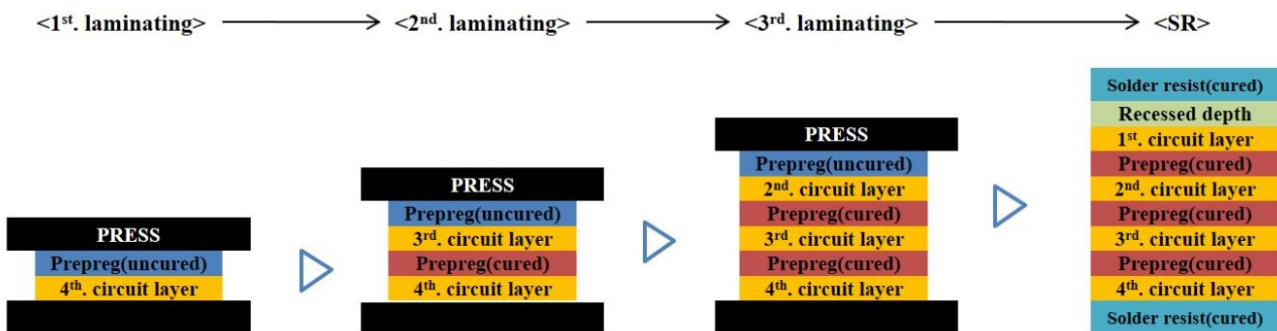 <1st. laminating>
<2nd. laminating>
<3rd. laminating>
<SR>
PRESS
Prepreg(uncured)
4th. circuit layer
PRESS
Prepreg(uncured)
3rd. circuit layer
Prepreg(cured)
4th. circuit layer
PRESS
Prepreg(uncured)
2nd. circuit layer
Prepreg(cured)
3rd. circuit layer
Prepreg(cured)
4th. circuit layer
Solder resist(cured)
Recessed depth
1st. circuit layer
Prepreg(cured)
2nd. circuit layer
Prepreg(cured)
3rd. circuit layer
Prepreg(cured)
4th. circuit layer
Solder resist(cured)